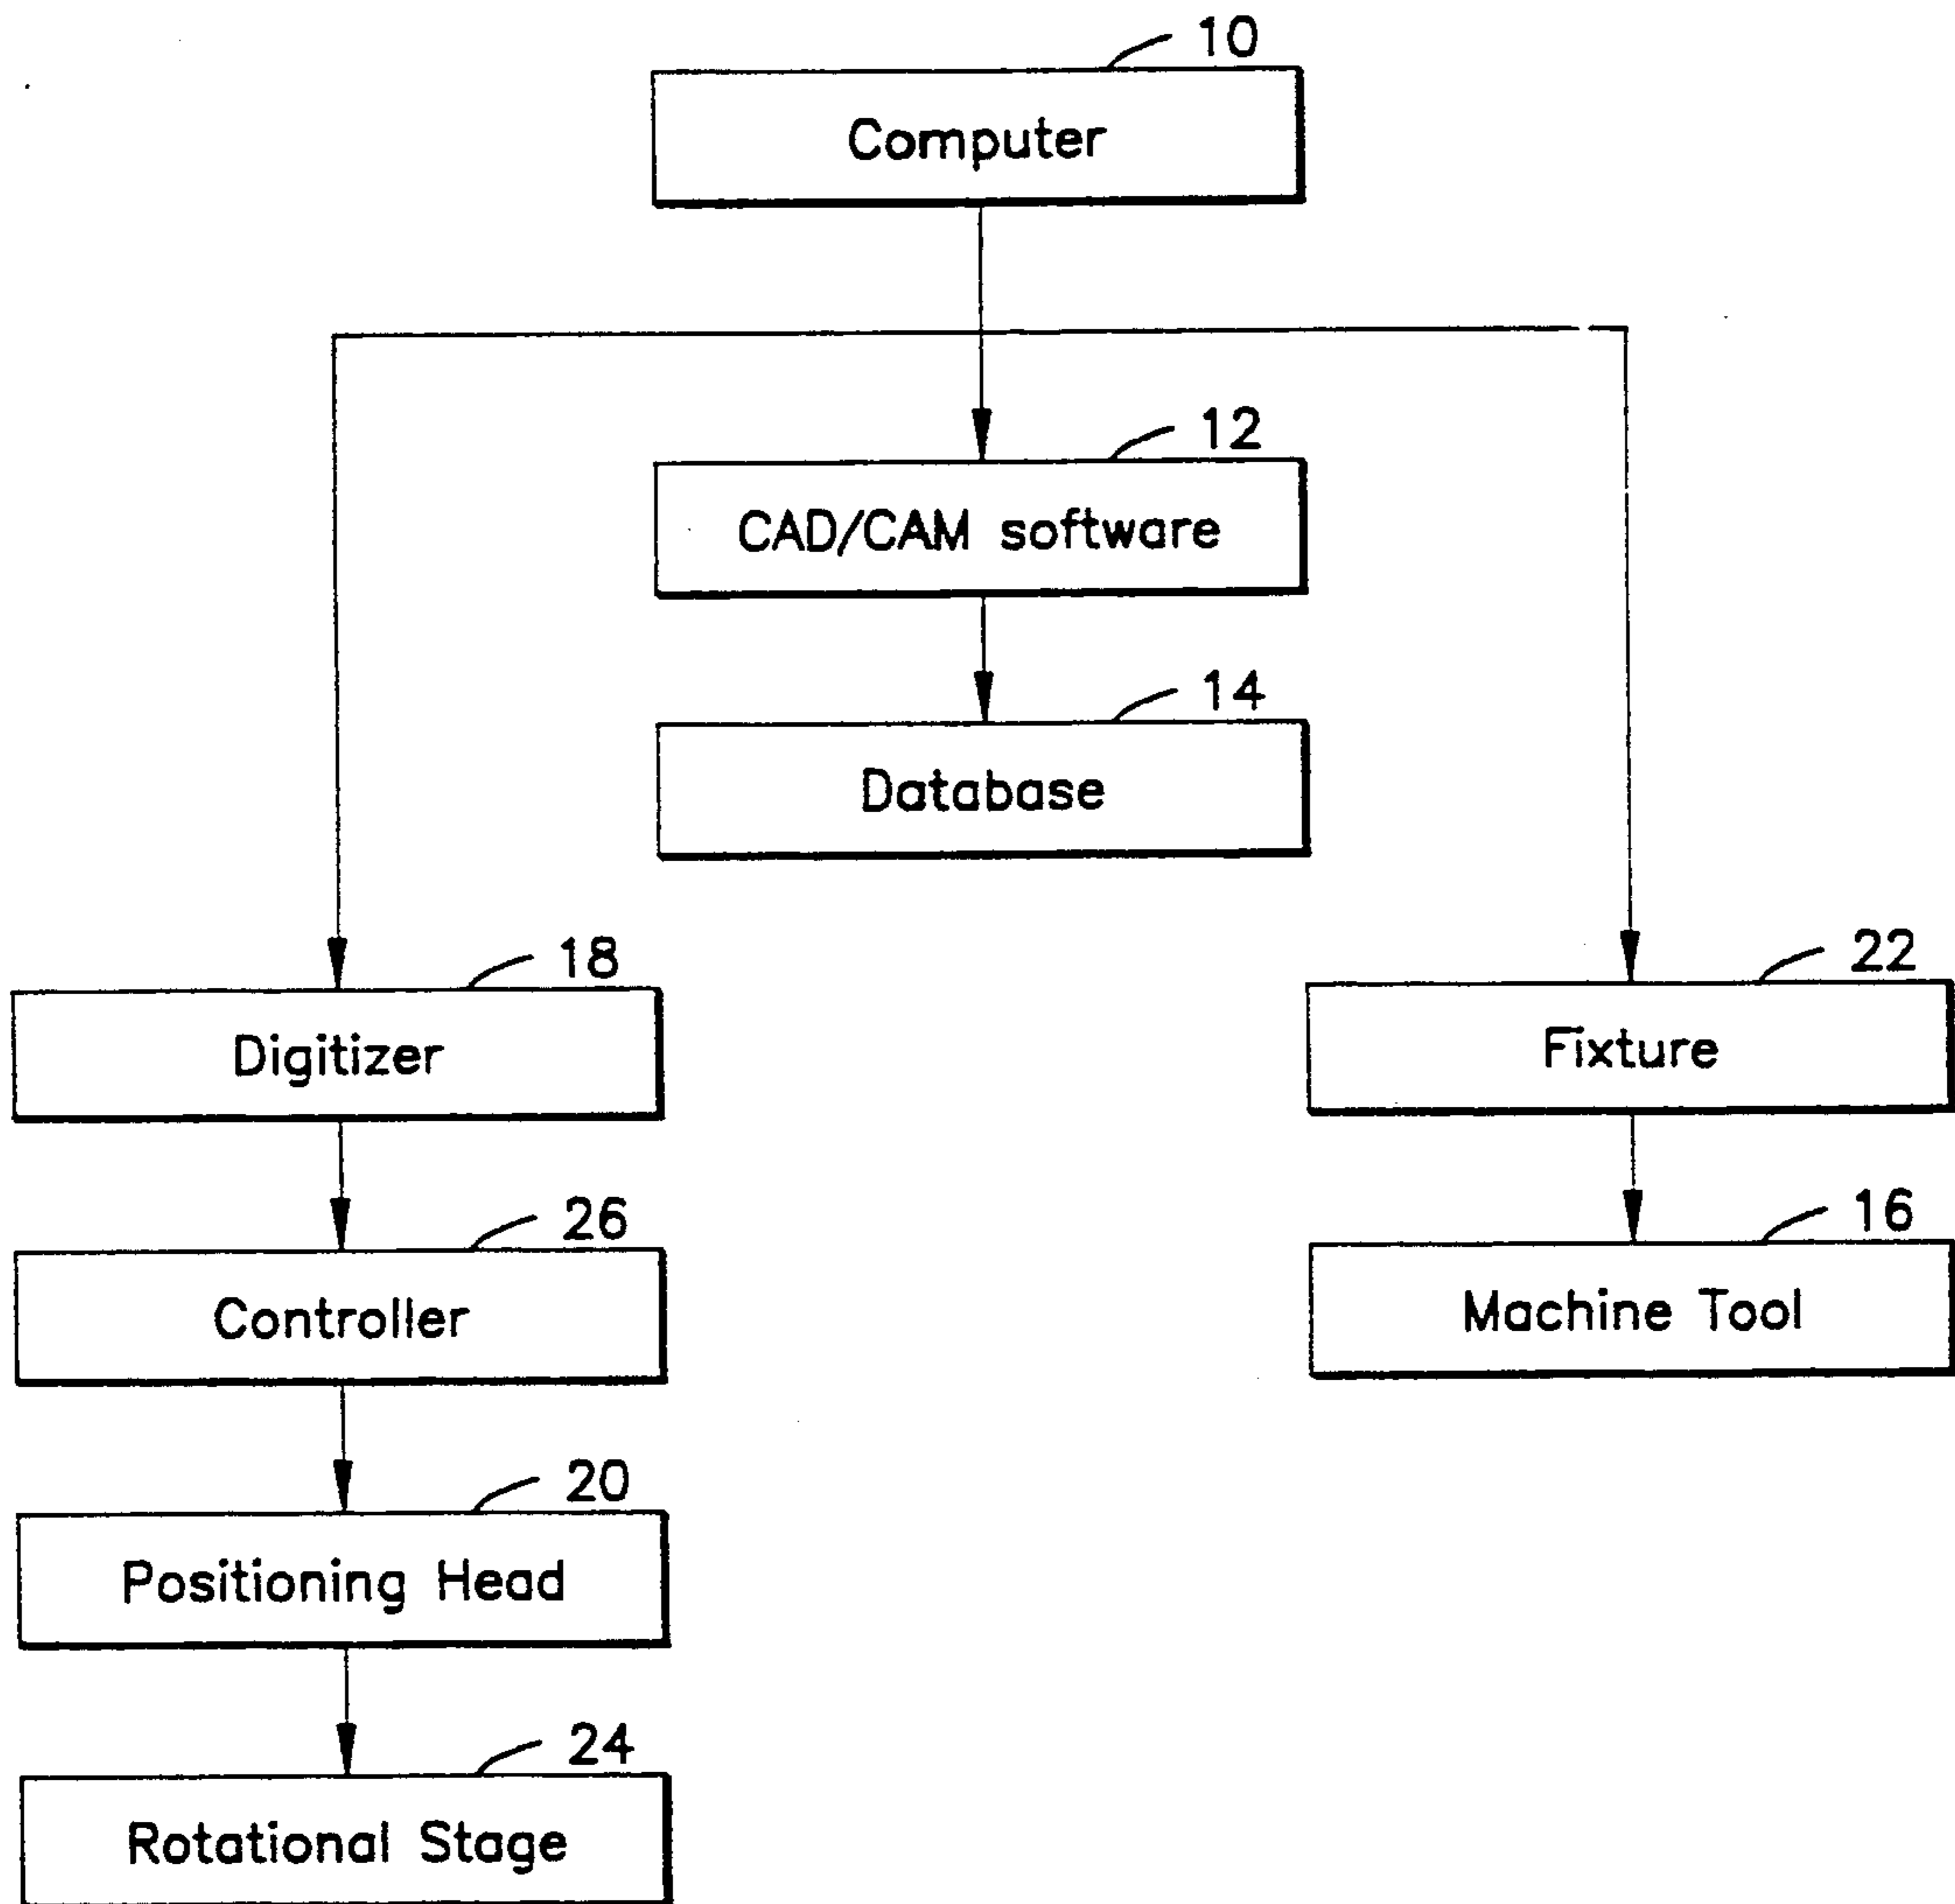 10
Computer
12
CAD/CAM software
14
Database
18
Digitizer
22
Fixture
26
Controller
16
Machine Tool
20
Positioning Head
24
Rotational Stage